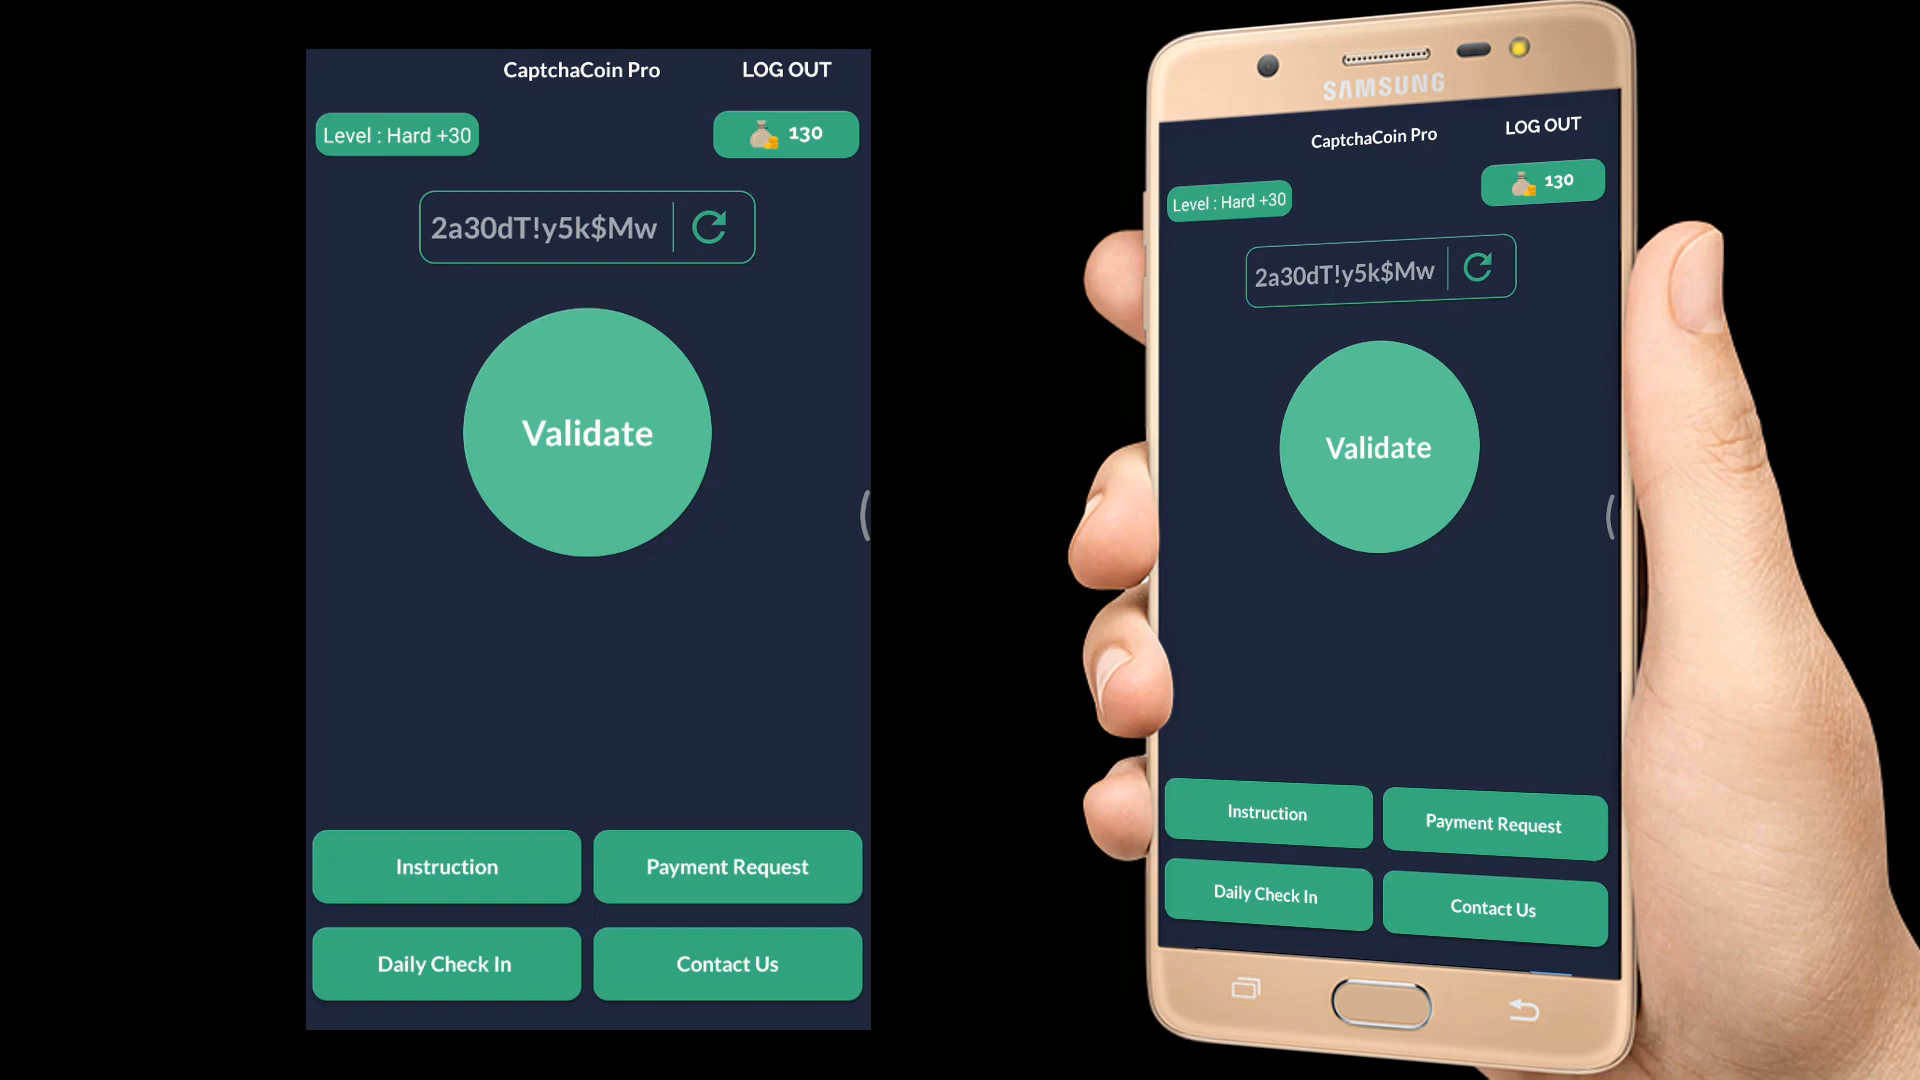 CaptchaCoin Pro
LOG OUT
Level : Hard +30
130
2a30dT!y5k$Mw
Validate
Instruction
Payment Request
Daily Check In
Contact Us
SAMSUNG
CaptchaCoin Pro
LOG OUT
Level : Hard +30
130
2a30dT!y5k$Mw
Validate
Instruction
Payment Request
Daily Check In
Contact Us